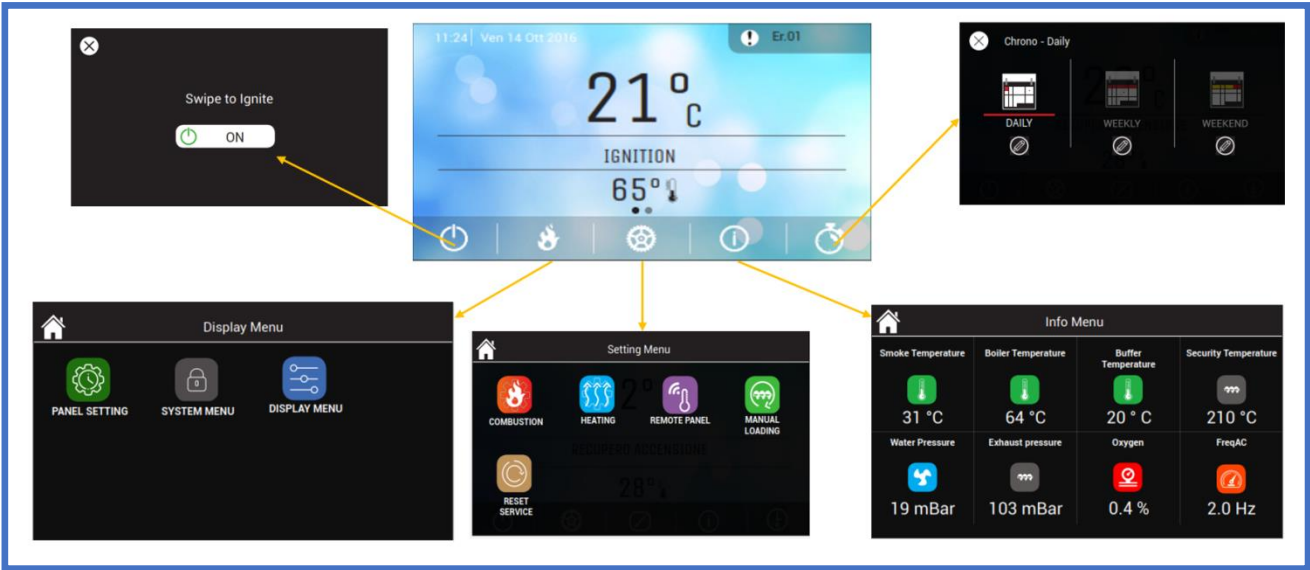 Swipe to Ignite
ON
11:24 Ven 14 Ott 2016
Er.01
21°C
IGNITION
65°
Chrono - Daily
DAILY
WEEKLY
WEEKEND
Display Menu
PANEL SETTING
SYSTEM MENU
DISPLAY MENU
Setting Menu
COMBUSTION
HEATING
REMOTE PANEL
MANUAL
LOADING
RECUPERO ACCENSIONE
28°
RESET
SERVICE
Info Menu
Smoke Temperature
Boiler Temperature
Buffer
Temperature
Security Temperature
31 °C
64 °C
20 ° C
210 °C
Water Pressure
Exhaust pressure
Oxygen
FreqAC
19 mBar
103 mBar
0.4 %
2.0 Hz